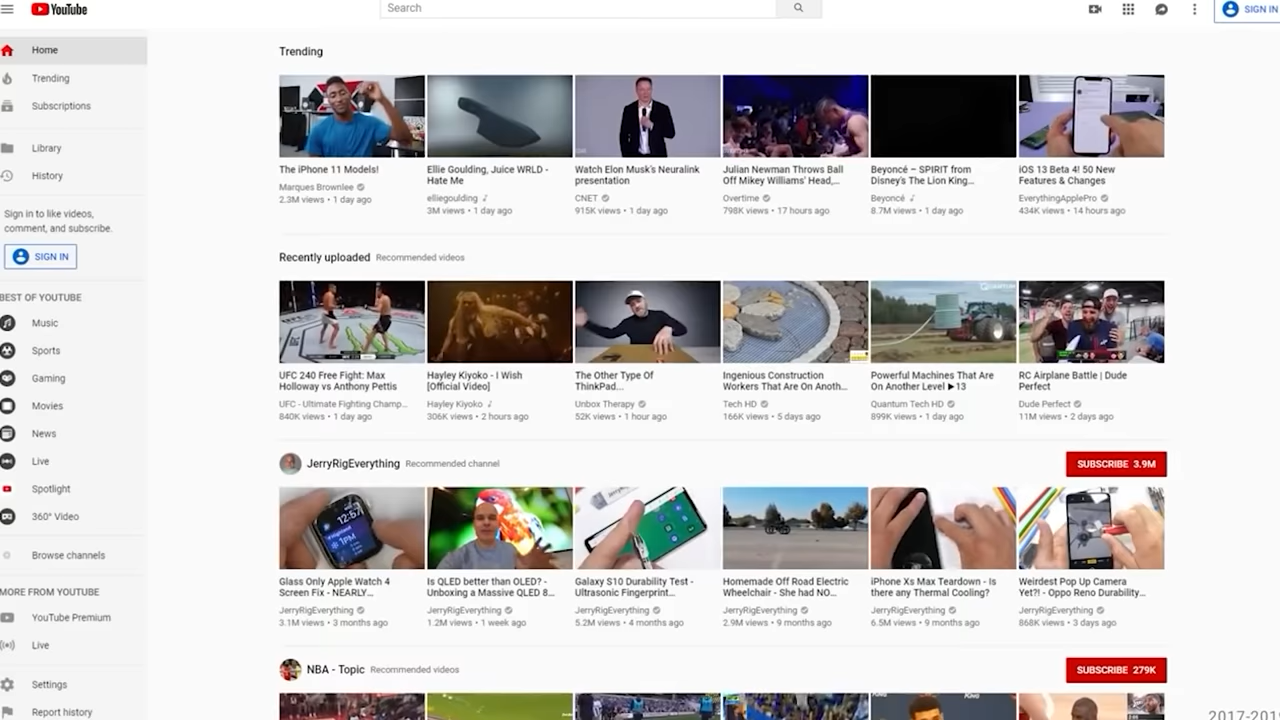 YouTube
Search
SIGN IN
Home
Trending
Subscriptions
Library
History
Sign in to like videos,
comment, and subscribe.
SIGN IN
BEST OF YOUTUBE
Music
Sports
Gaming
Movies
News
Live
Spotlight
360° Video
Browse channels
MORE FROM YOUTUBE
YouTube Premium
Live
Settings
Report history
Trending
The iPhone 11 Models!
Marques Brownlee
2.3M views • 1 day ago
Ellie Goulding, Juice WRLD -
Hate Me
elliegoulding
3M views • 1 day ago
Watch Elon Musk's Neuralink
presentation
CNET
915K views • 1 day ago
Julian Newman Throws Ball
Off Mikey Williams' Head,...
Overtime
798K views • 17 hours ago
Beyoncé – SPIRIT from
Disney's The Lion King...
Beyoncé
8.7M views • 1 day ago
iOS 13 Beta 4! 50 New
Features & Changes
EverythingApplePro
434K views • 14 hours ago
Recently uploaded Recommended videos
UFC 240 Free Fight: Max
Holloway vs Anthony Pettis
UFC - Ultimate Fighting Champ...
840K views • 1 day ago
Hayley Kiyoko - I Wish
[Official Video]
Hayley Kiyoko
306K views • 2 hours ago
The Other Type Of
ThinkPad...
Unbox Therapy
52K views • 1 hour ago
Ingenious Construction
Workers That Are On Anoth...
Tech HD
166K views • 5 days ago
Powerful Machines That Are
On Another Level ▶13
Quantum Tech HD
899K views • 1 day ago
RC Airplane Battle | Dude
Perfect
Dude Perfect
11M views • 2 days ago
JerryRigEverything Recommended channel
SUBSCRIBE 3.9M
12:57
1PM
Glass Only Apple Watch 4
Screen Fix - NEARLY...
JerryRigEverything
3.1M views • 3 months ago
Is QLED better than OLED? -
Unboxing a Massive QLED 8...
JerryRigEverything
1.2M views • 1 week ago
Galaxy S10 Durability Test -
Ultrasonic Fingerprint...
JerryRigEverything
5.2M views • 4 months ago
Homemade Off Road Electric
Wheelchair - She had NO...
JerryRigEverything
2.9M views • 9 months ago
iPhone Xs Max Teardown - Is
there any Thermal Cooling?
JerryRigEverything
6.5M views • 9 months ago
Weirdest Pop Up Camera
Yet?! - Oppo Reno Durability...
JerryRigEverything
868K views • 3 days ago
NBA - Topic Recommended videos
SUBSCRIBE 279K